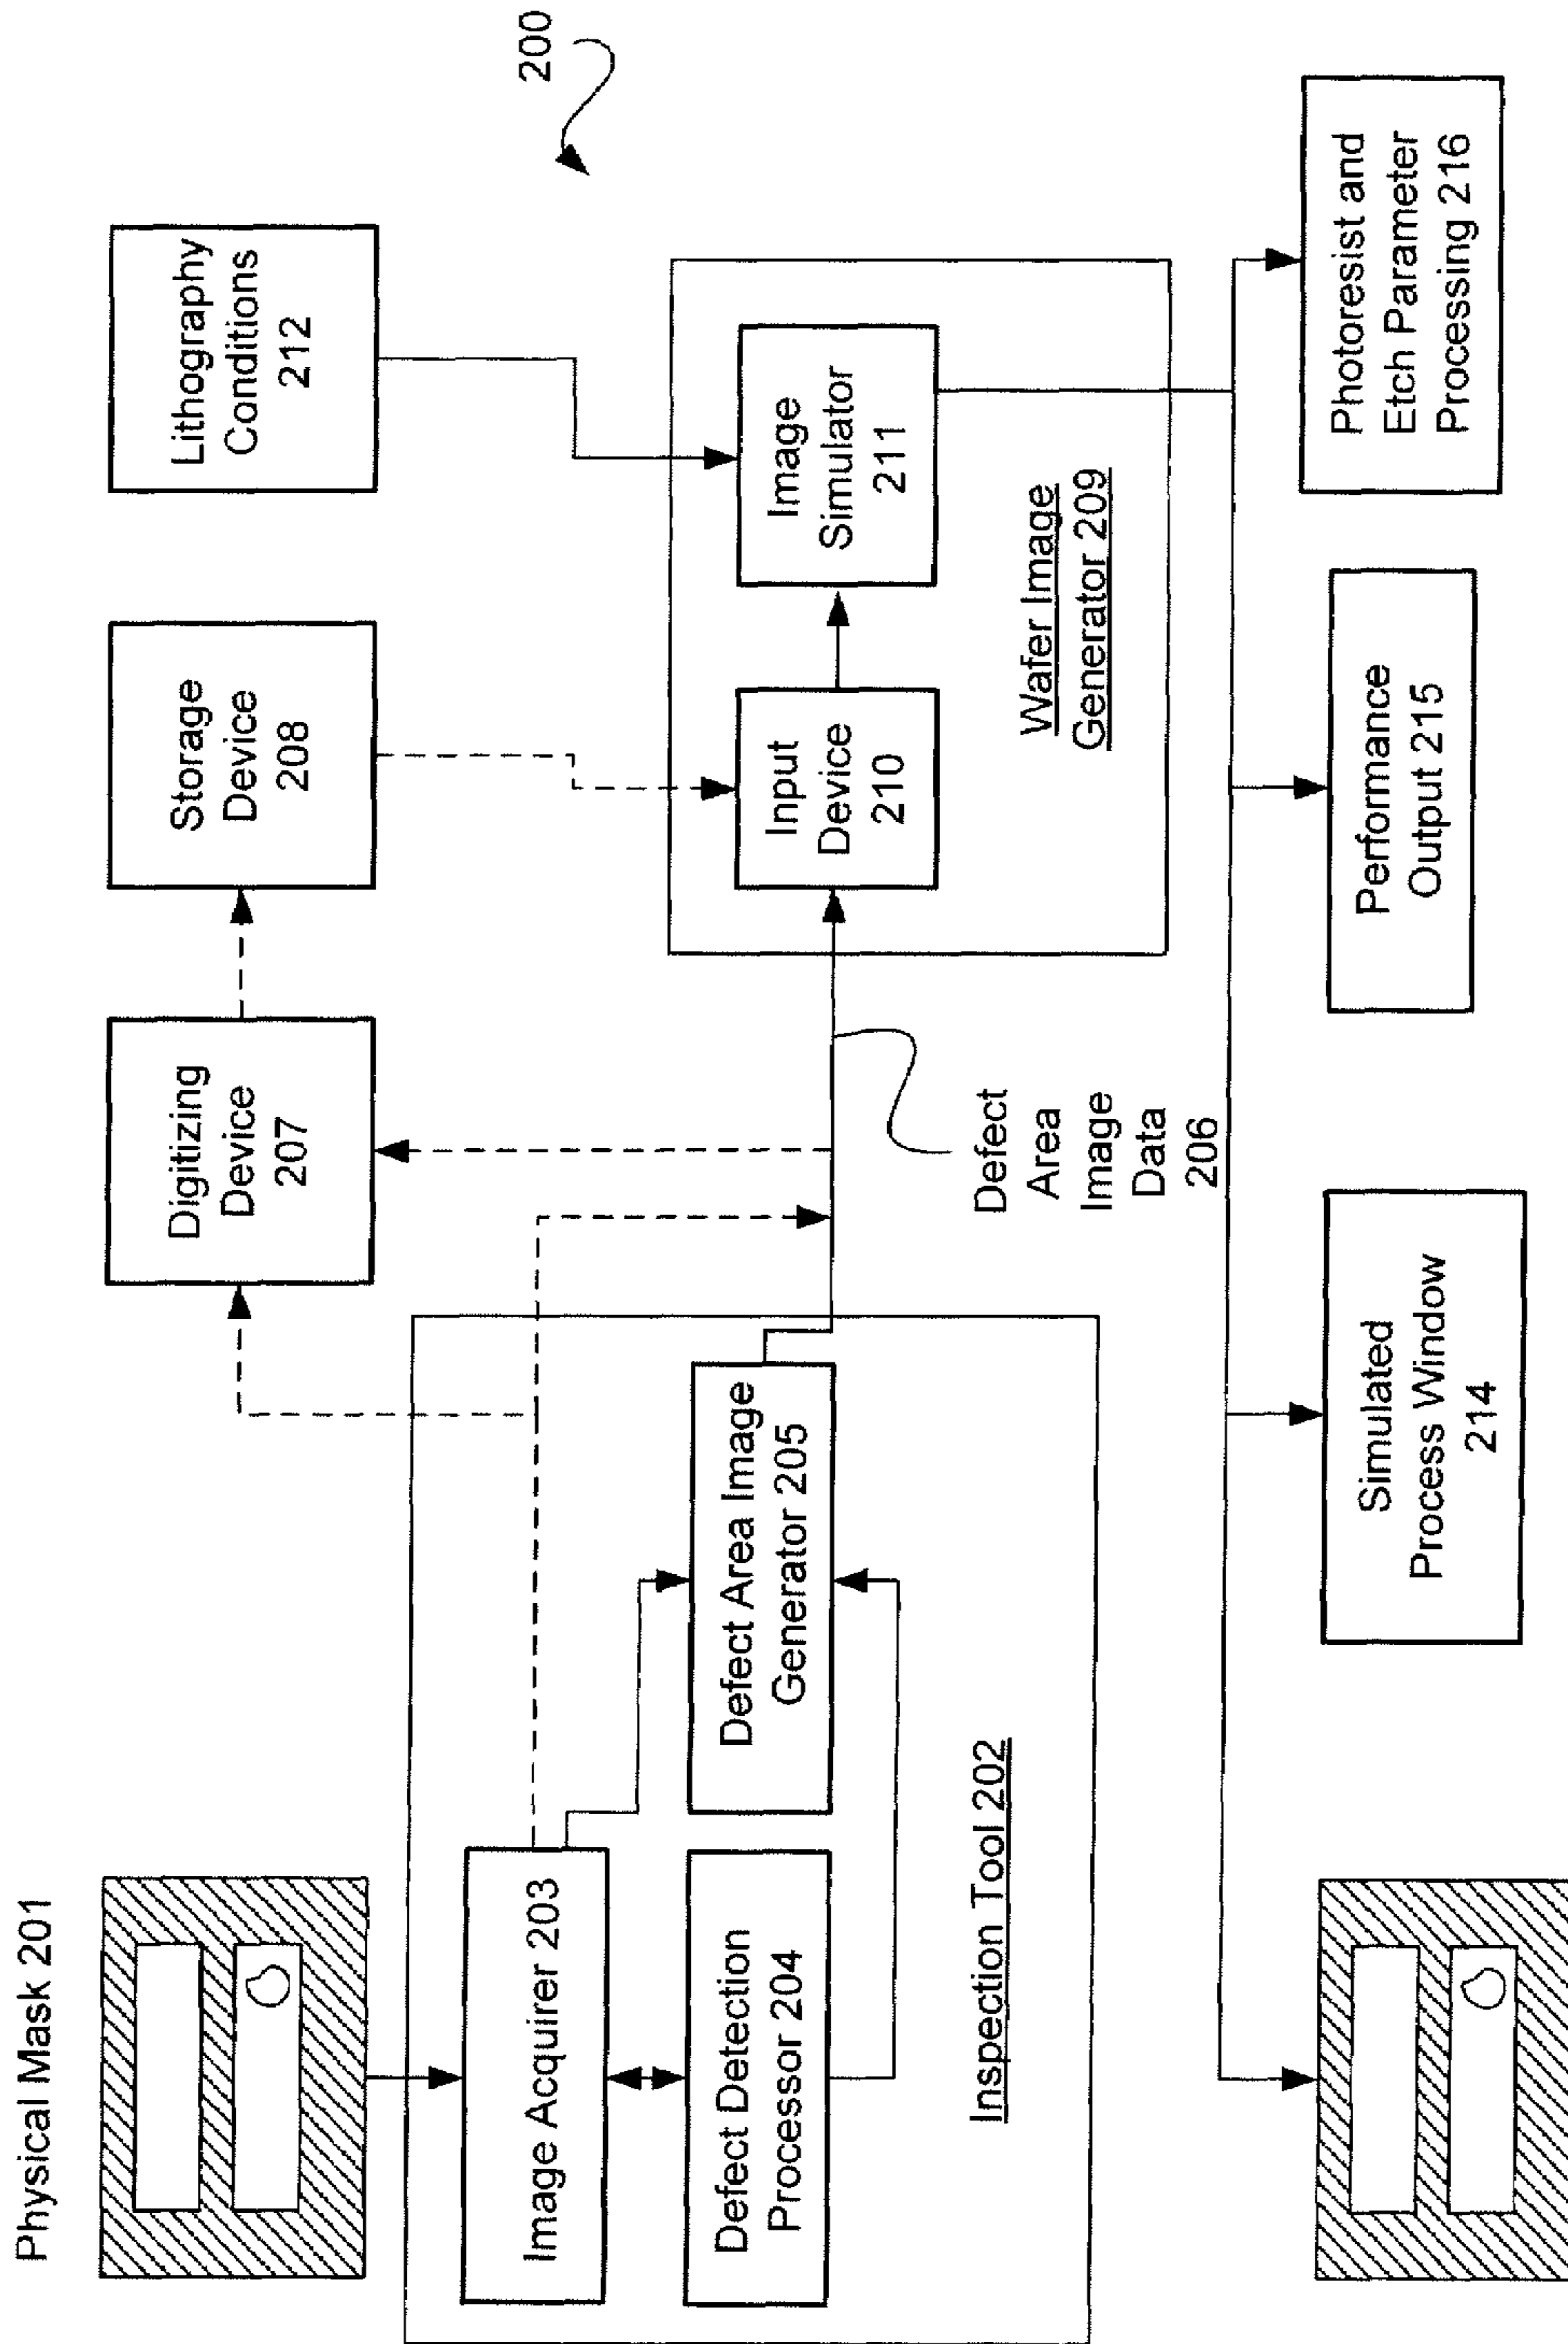 Physical Mask 201
Image Acquirer 203
Defect Detection
Processor 204
Defect Area Image
Generator 205
Inspection Tool 202
Digitizing
Device
207
Storage
Device
208
Lithography
Conditions
212
200
Defect
Area
Image
Data
206
Input
Device
210
Image
Simulator
211
Wafer Image
Generator 209
Simulated
Process Window
214
Performance
Output 215
Photoresist and
Etch Parameter
Processing 216